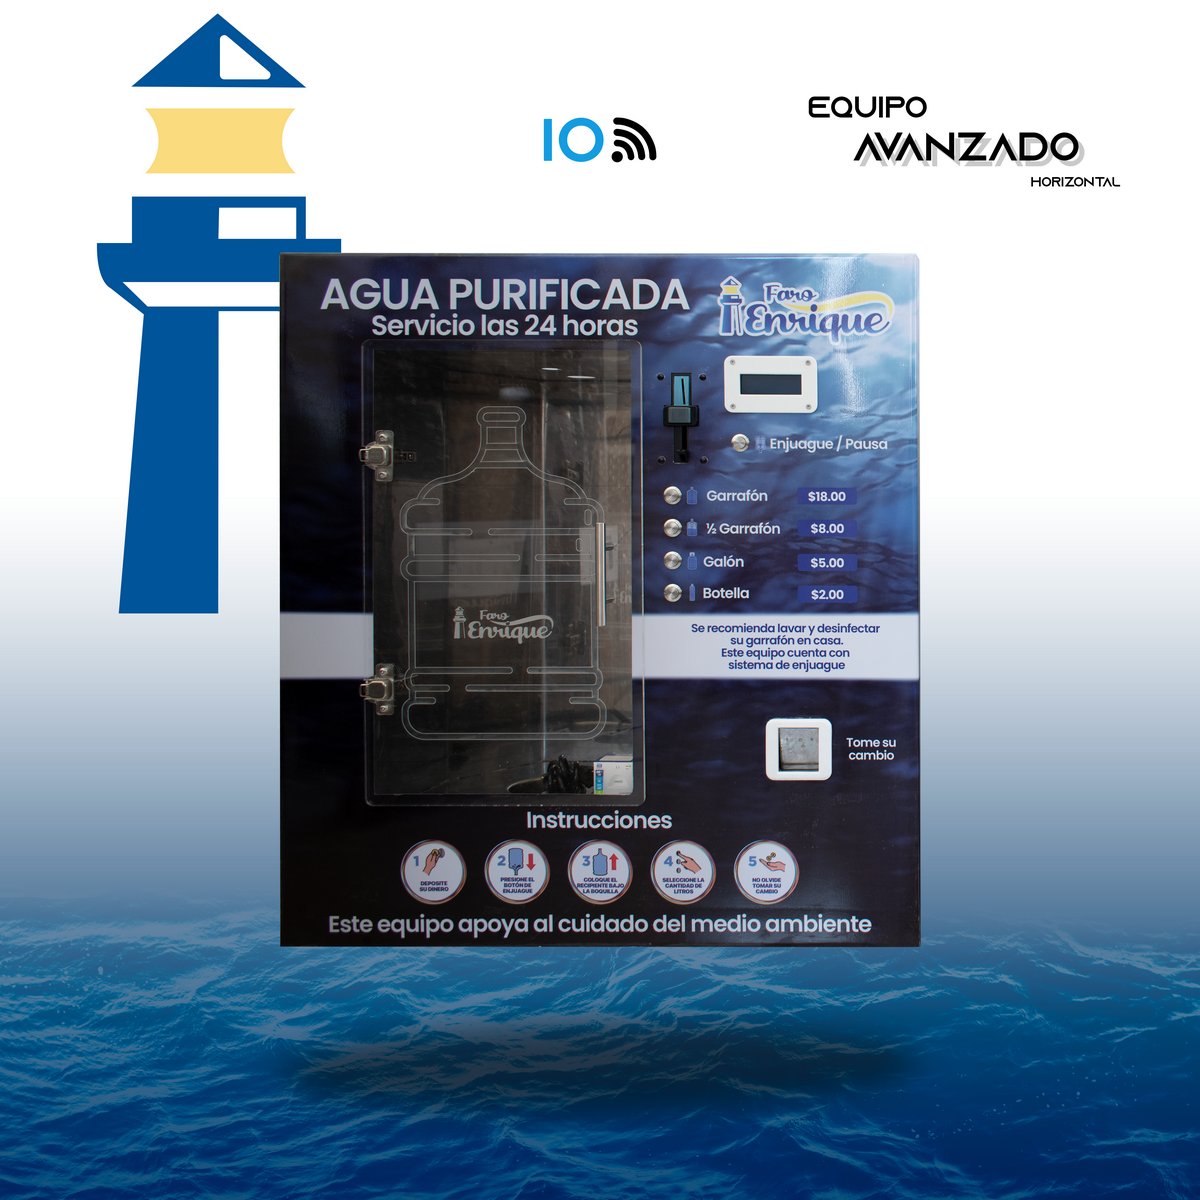 IO
EQUIPO
AVANZADO
HORIZONTAL
AGUA PURIFICADA
Servicio las 24 horas
Faro
Enrique
Enjuague / Pausa
Garrafón $18.00
½ Garrafón $8.00
Galón $5.00
Botella $2.00
Faro
Enrique
Se recomienda lavar y desinfectar
su garrafón en casa.
Este equipo cuenta con
sistema de enjuague
Tome su
cambio
Instrucciones
1
DEPOSITE
SU DINERO
2
PRESIONE EL
BOTÓN DE
ENJUAGUE
3
COLOQUE EL
RECIPIENTE BAJO
LA BOQUILLA
4
SELECCIONE LA
CANTIDAD DE
LITROS
5
NO OLVIDE
TOMAR SU
CAMBIO
Este equipo apoya al cuidado del medio ambiente